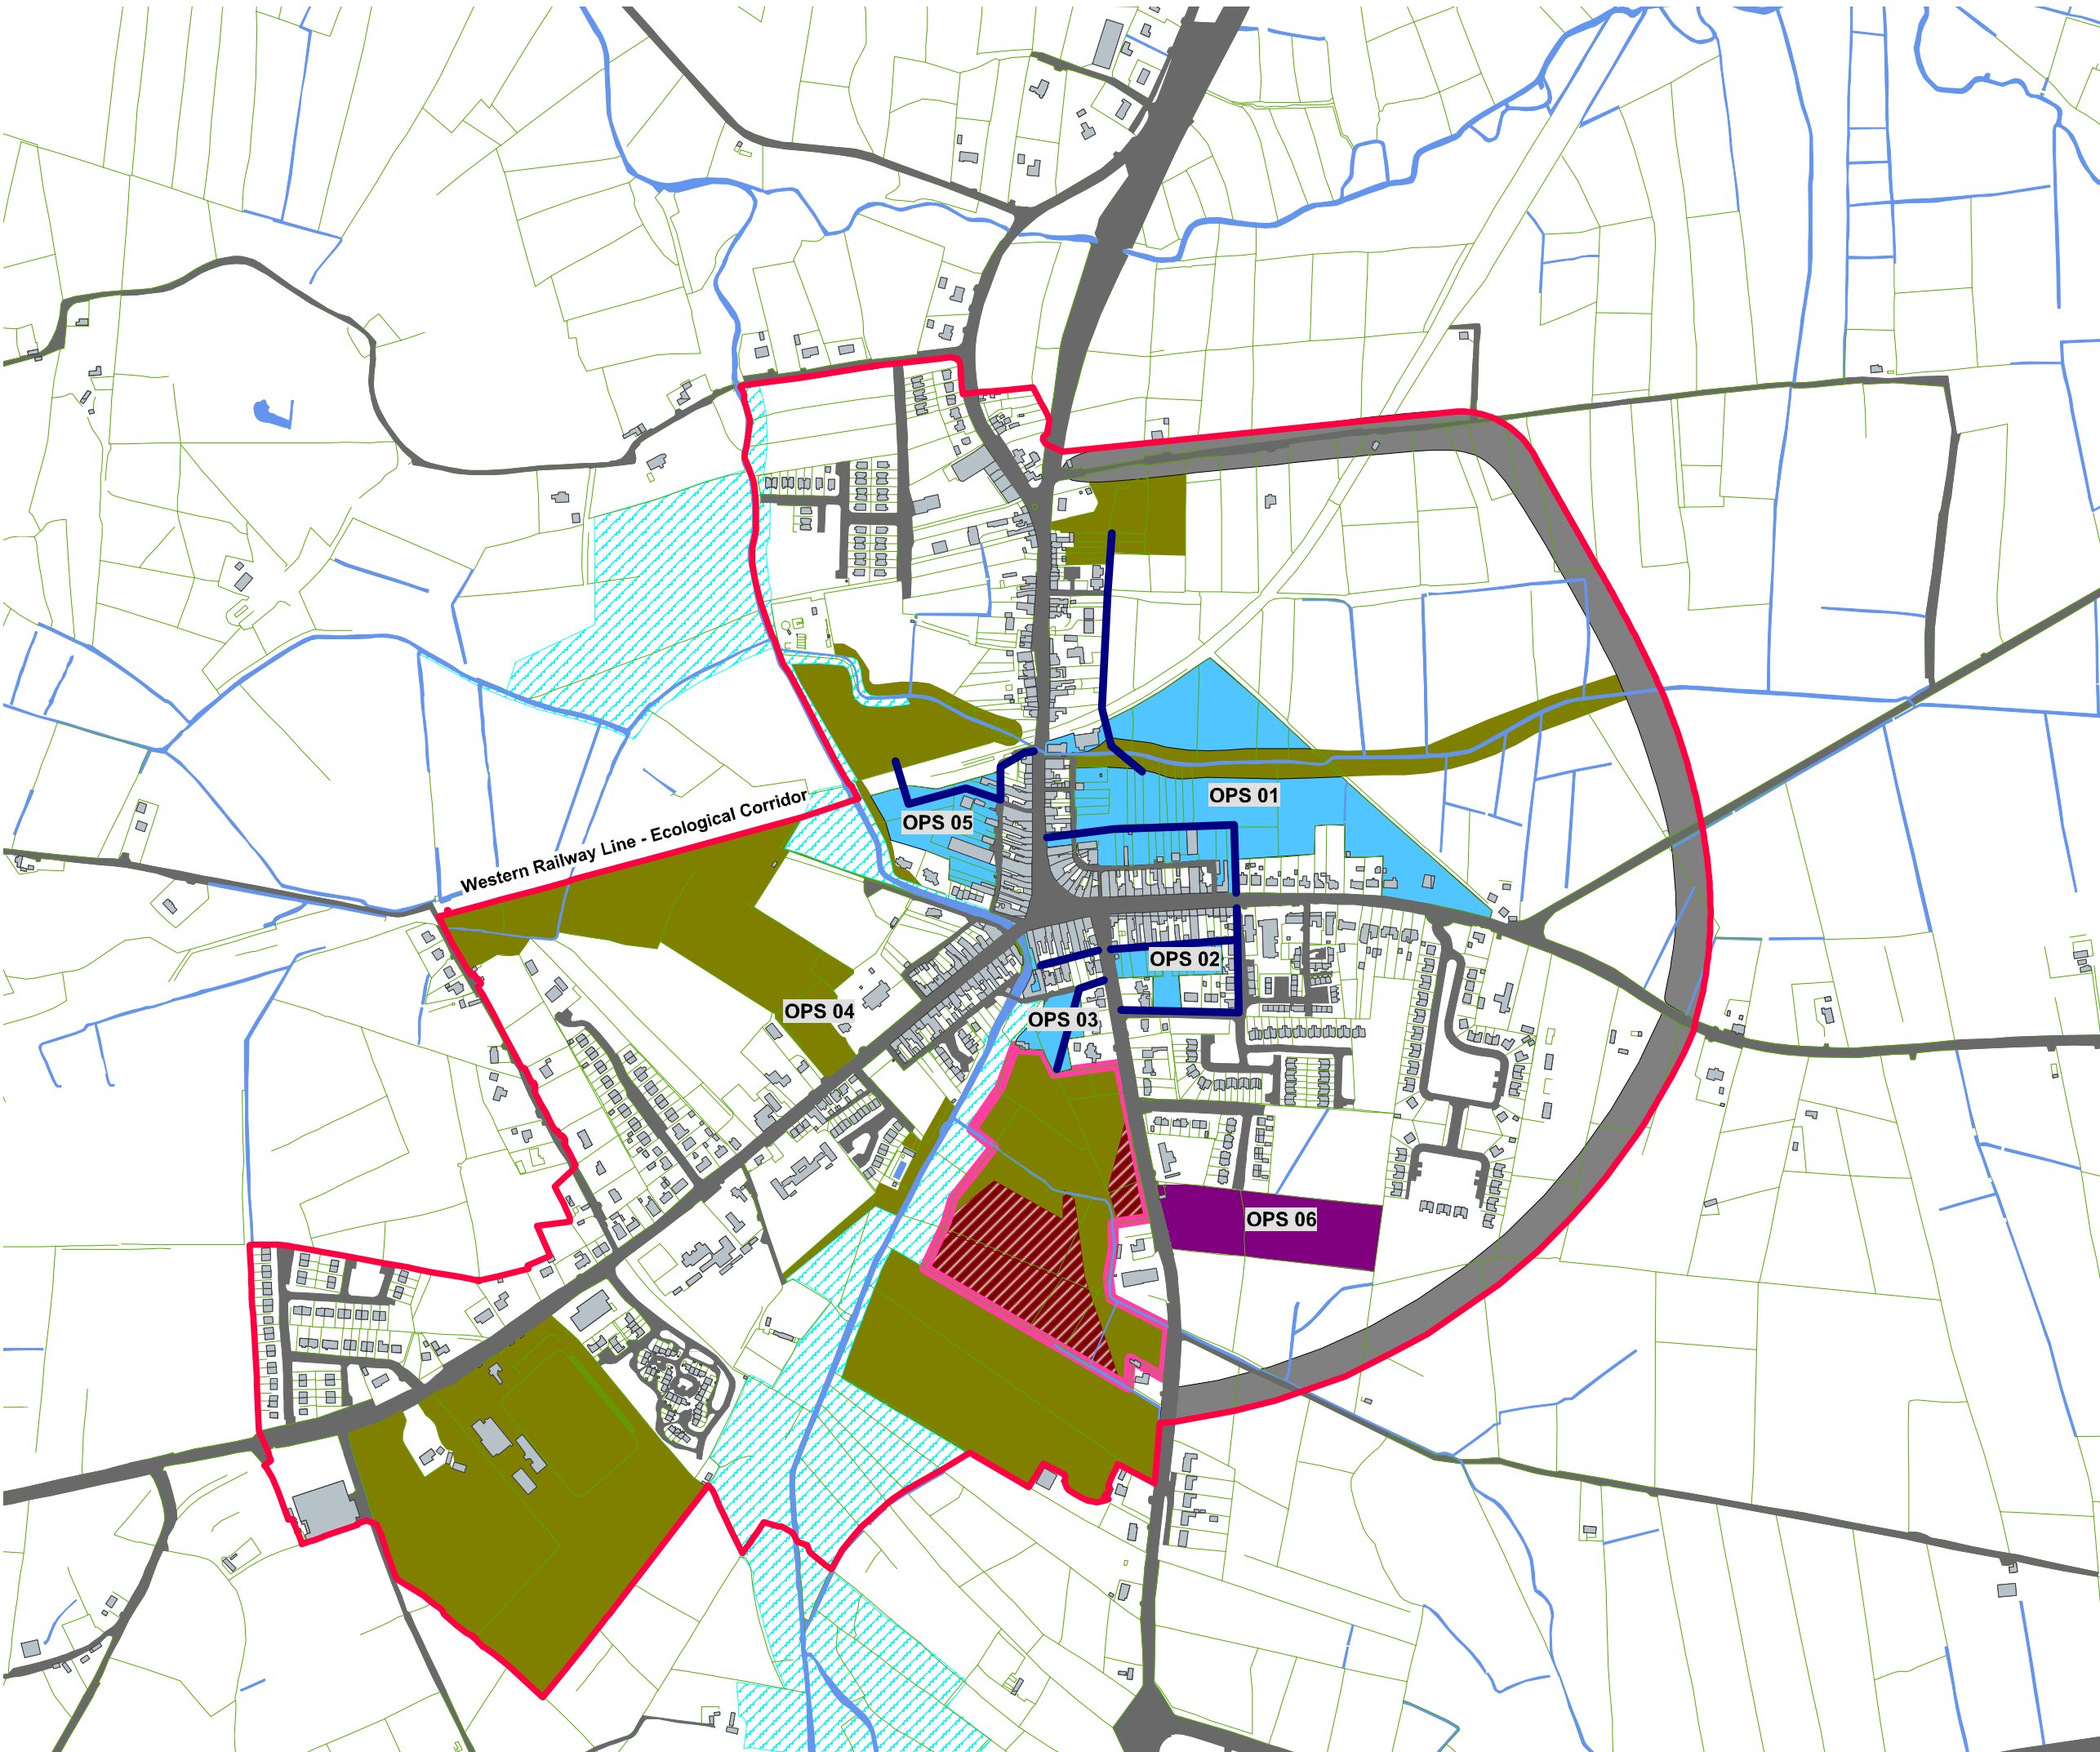 OPS 01
Western Railway Line - Ecological Corridor
OPS 05
OPS 02
OPS 04
OPS 03
OPS 06